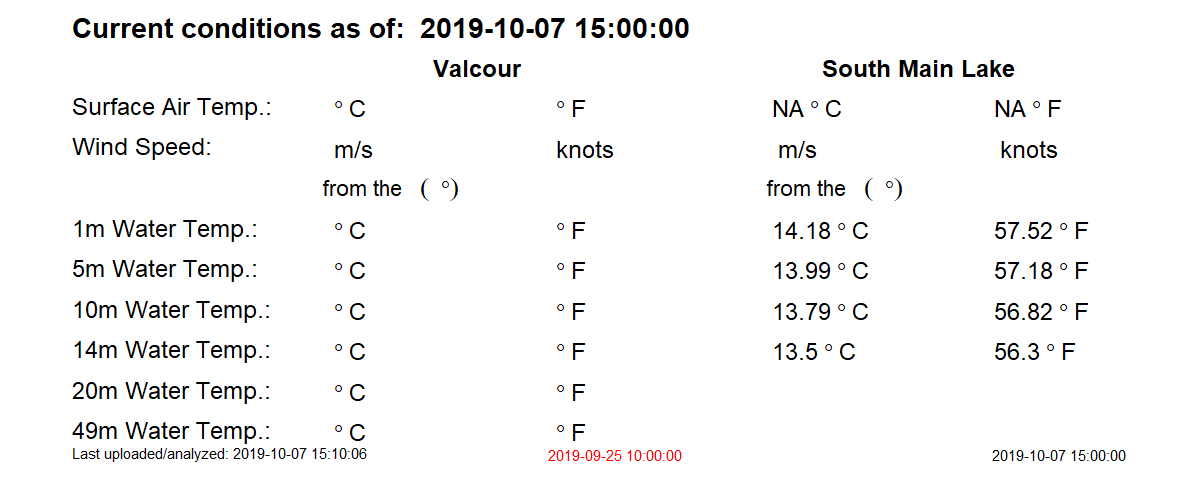 Current conditions as of: 2019-10-07 15:00:00
Valcour South Main Lake
Surface Air Temp.: ° C ° F NA ° C NA ° F
Wind Speed: m/s knots m/s knots
from the ( °) from the ( °)
1m Water Temp.: ° C ° F 14.18 ° C 57.52 ° F
5m Water Temp.: ° C ° F 13.99 ° C 57.18 ° F
10m Water Temp.: ° C ° F 13.79 ° C 56.82 ° F
14m Water Temp.: ° C ° F 13.5 ° C 56.3 ° F
20m Water Temp.: ° C ° F
49m Water Temp.: ° C ° F
Last uploaded/analyzed: 2019-10-07 15:10:06 2019-09-25 10:00:00 2019-10-07 15:00:00